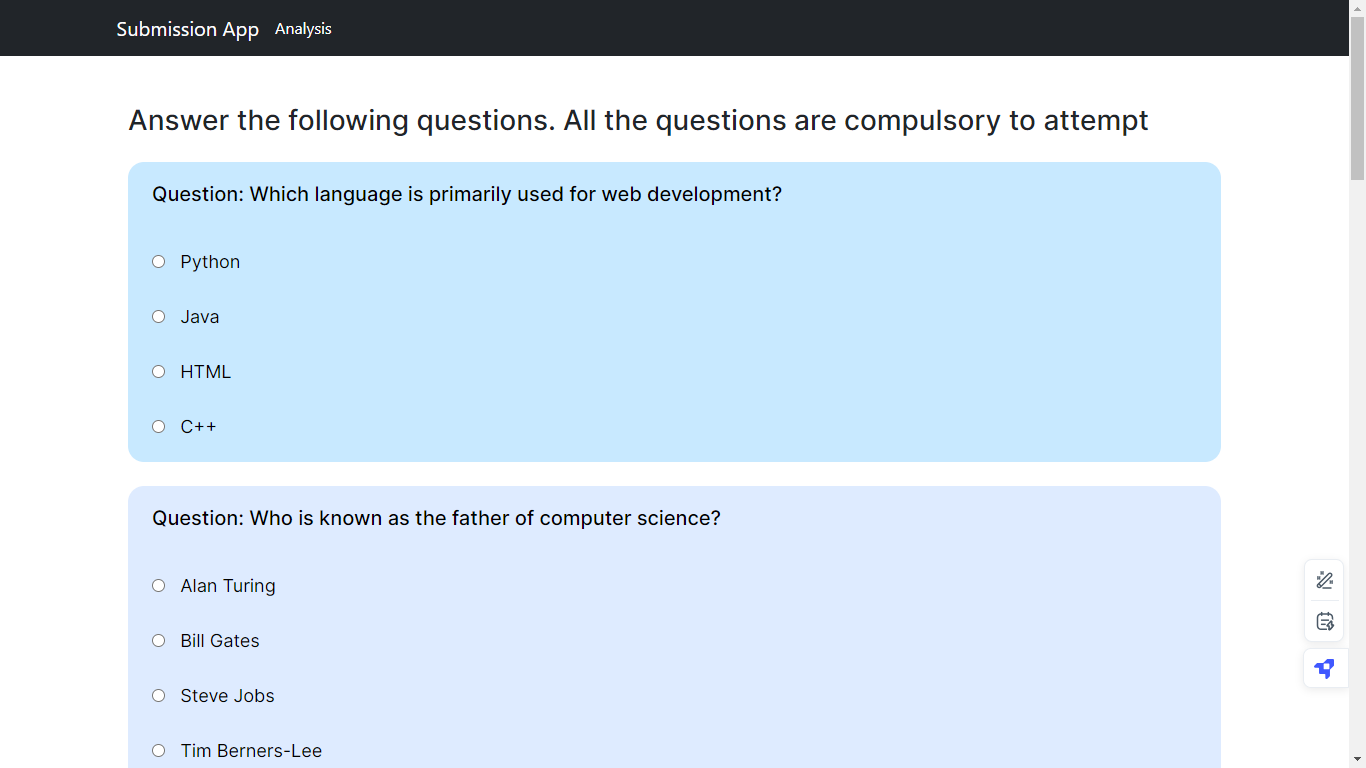 Submission App Analysis
Answer the following questions. All the questions are compulsory to attempt
Question: Which language is primarily used for web development?
Python
Java
HTML
C++
Question: Who is known as the father of computer science?
Alan Turing
Bill Gates
Steve Jobs
Tim Berners-Lee